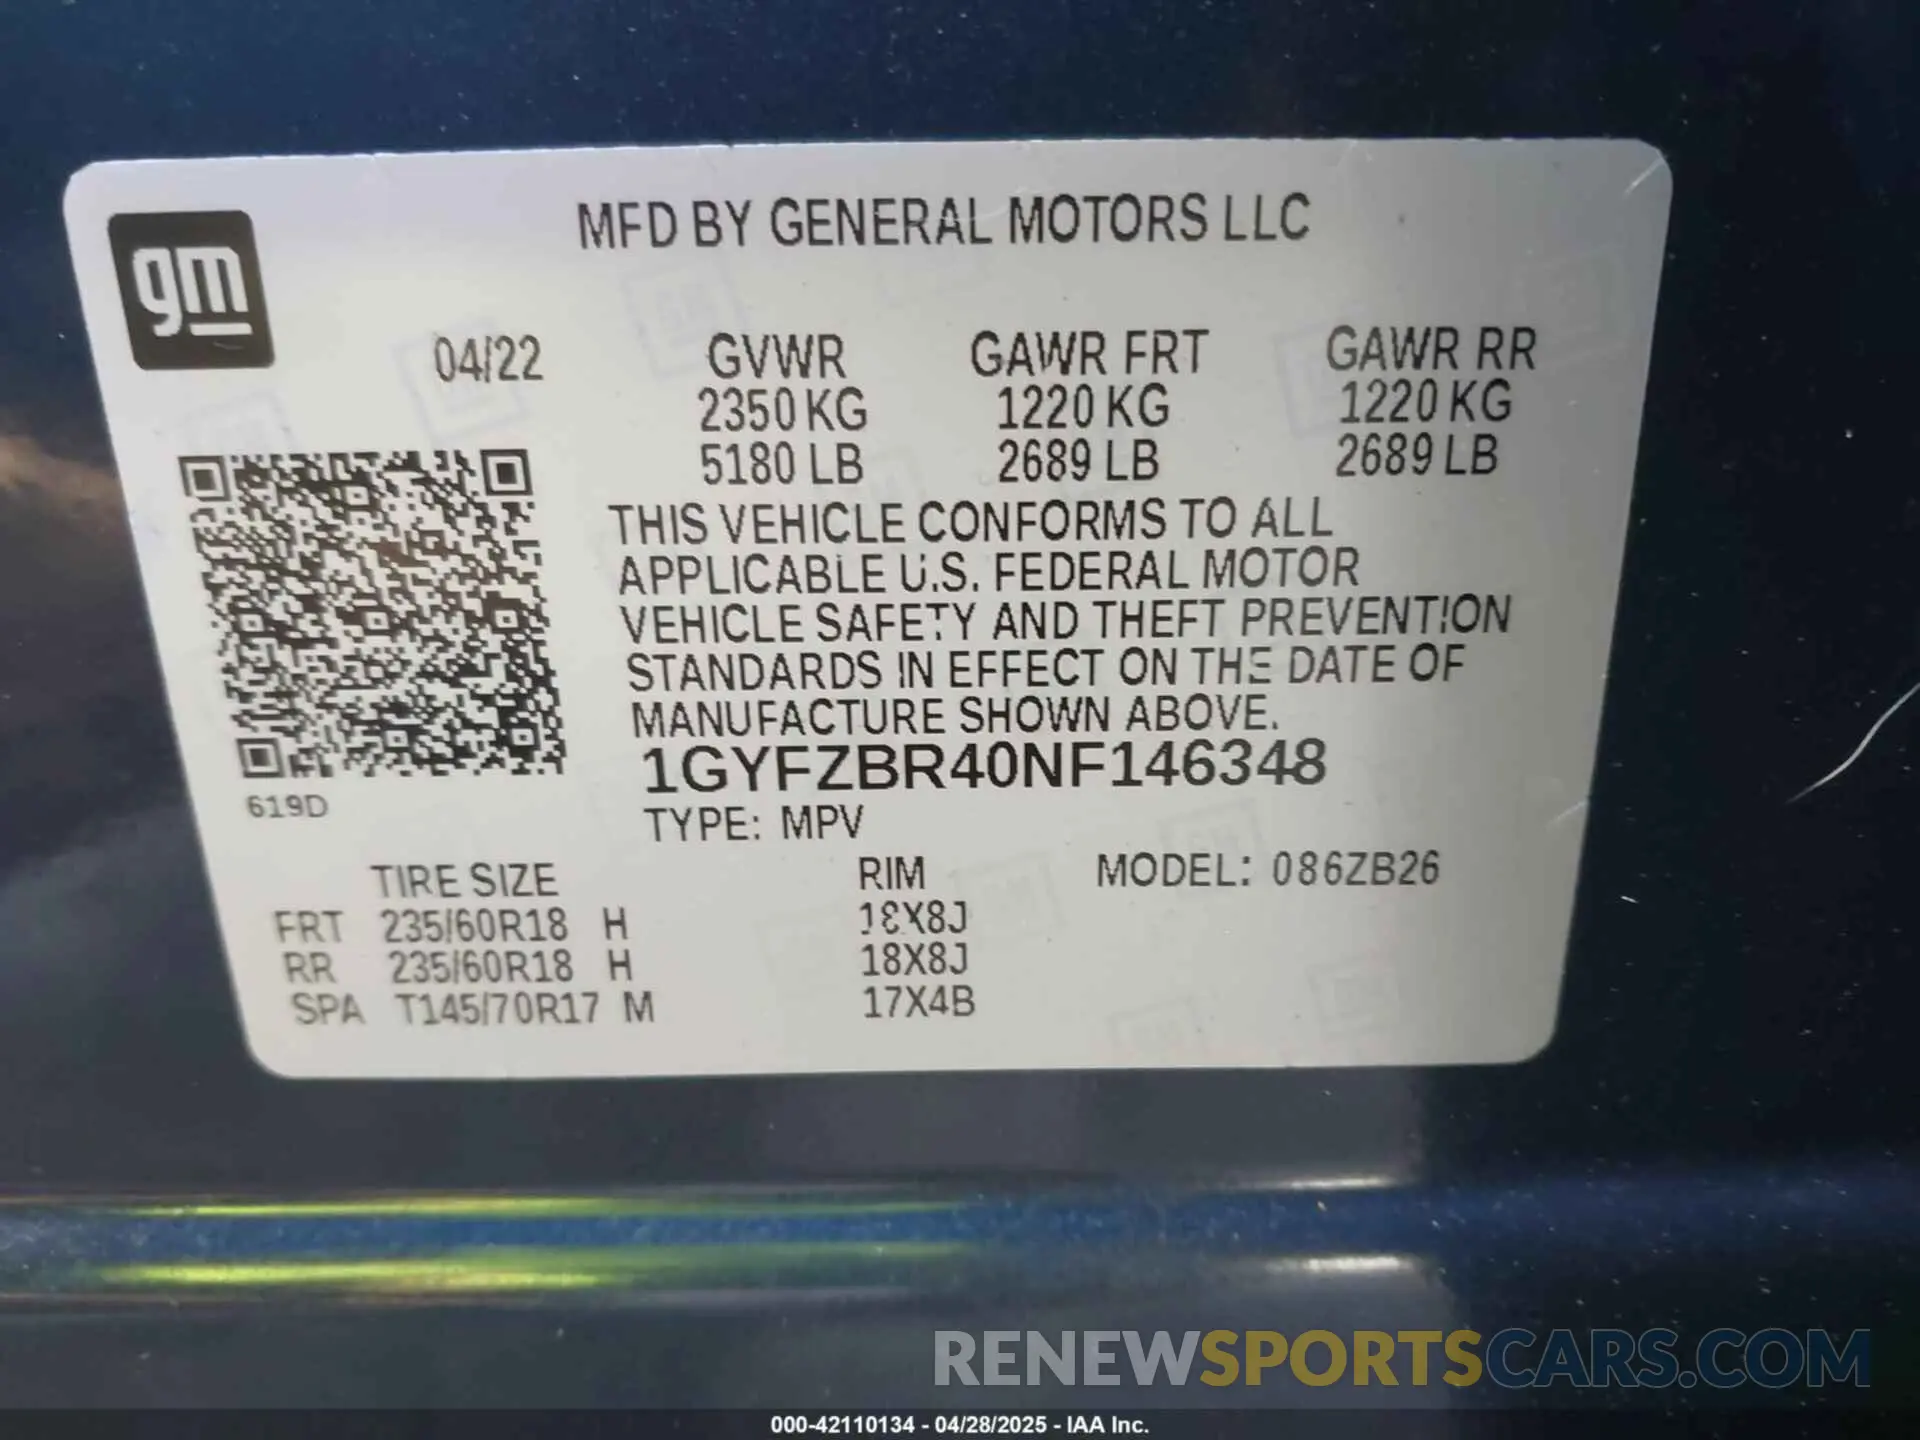 gm
MFD BY GENERAL MOTORS LLC
04/22 GVWR GAWR FRT GAWR RR
2350 KG 1220 KG 1220 KG
5180 LB 2689 LB 2689 LB
THIS VEHICLE CONFORMS TO ALL
APPLICABLE U.S. FEDERAL MOTOR
VEHICLE SAFETY AND THEFT PREVENTION
STANDARDS IN EFFECT ON THE DATE OF
MANUFACTURE SHOWN ABOVE.
1GYFZBR40NF146348
619D
TYPE: MPV
TIRE SIZE RIM MODEL: 086ZB26
FRT 235/60R18 H 18X8J
RR 235/60R18 H 18X8J
SPA T145/70R17 M 17X4B
RENEWSPORTSCARS.COM
000-42110134 - 04/28/2025 - IAA Inc.